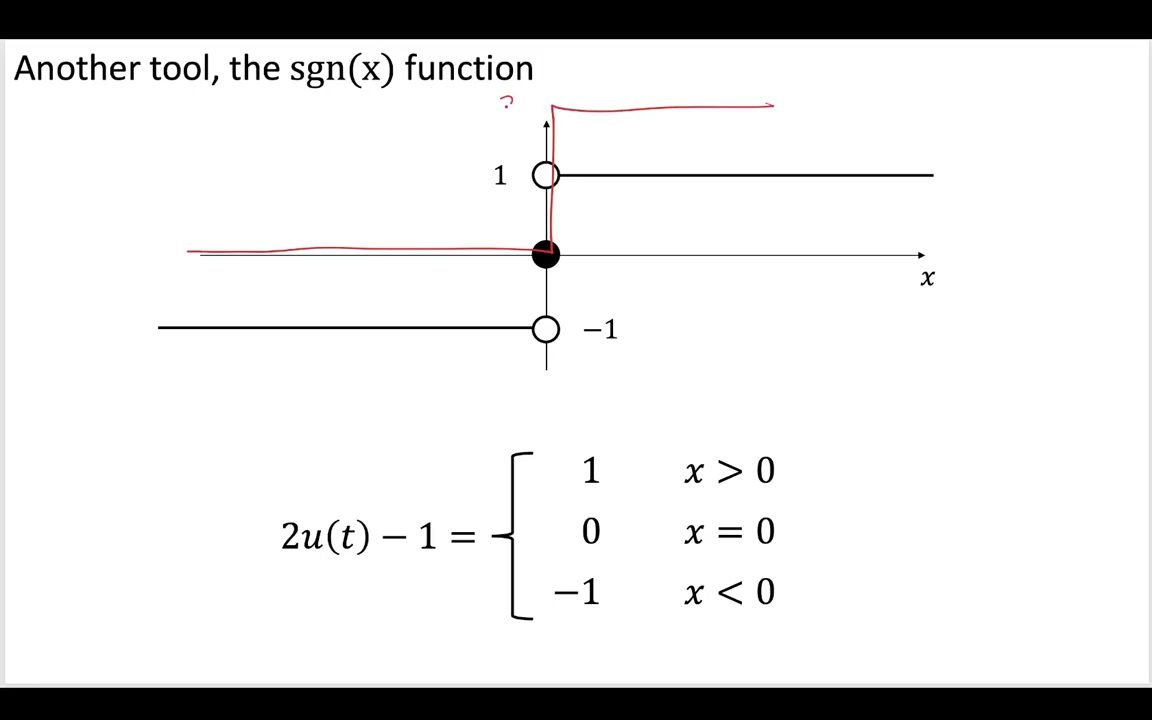 Another tool, the sgn(x) function
?
1
x
−1
2u(t) − 1 =
1 x > 0
0 x = 0
−1 x < 0